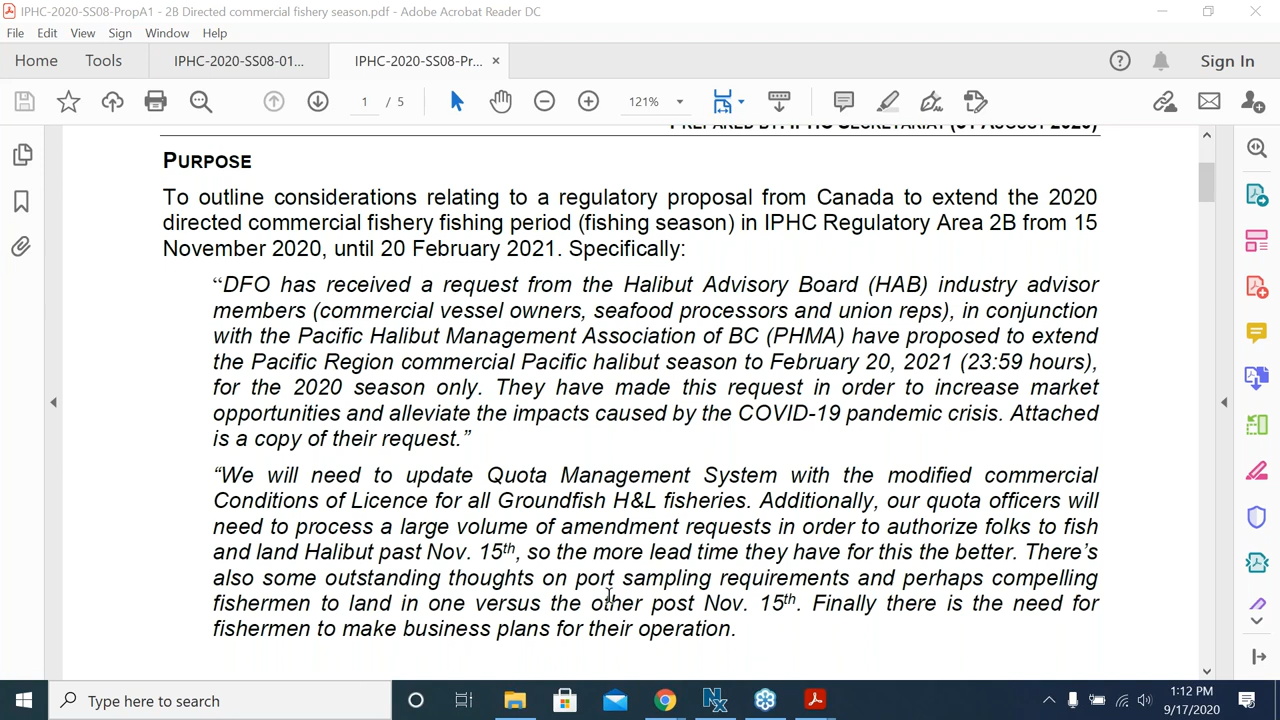 IPHC-2020-SS08-PropA1 - 2B Directed commercial fishery season.pdf - Adobe Acrobat Reader DC
File Edit View Sign Window Help
Home Tools IPHC-2020-SS08-01... IPHC-2020-SS08-Pr... × Sign In
1 / 5 121%
PREPARED BY: IPHC SECRETARIAT (31 AUGUST 2020)
PURPOSE
To outline considerations relating to a regulatory proposal from Canada to extend the 2020
directed commercial fishery fishing period (fishing season) in IPHC Regulatory Area 2B from 15
November 2020, until 20 February 2021. Specifically:
“DFO has received a request from the Halibut Advisory Board (HAB) industry advisor
members (commercial vessel owners, seafood processors and union reps), in conjunction
with the Pacific Halibut Management Association of BC (PHMA) have proposed to extend
the Pacific Region commercial Pacific halibut season to February 20, 2021 (23:59 hours),
for the 2020 season only. They have made this request in order to increase market
opportunities and alleviate the impacts caused by the COVID-19 pandemic crisis. Attached
is a copy of their request.”
“We will need to update Quota Management System with the modified commercial
Conditions of Licence for all Groundfish H&L fisheries. Additionally, our quota officers will
need to process a large volume of amendment requests in order to authorize folks to fish
and land Halibut past Nov. 15th, so the more lead time they have for this the better. There’s
also some outstanding thoughts on port sampling requirements and perhaps compelling
fishermen to land in one versus the other post Nov. 15th. Finally there is the need for
fishermen to make business plans for their operation.
Type here to search
1:12 PM
9/17/2020